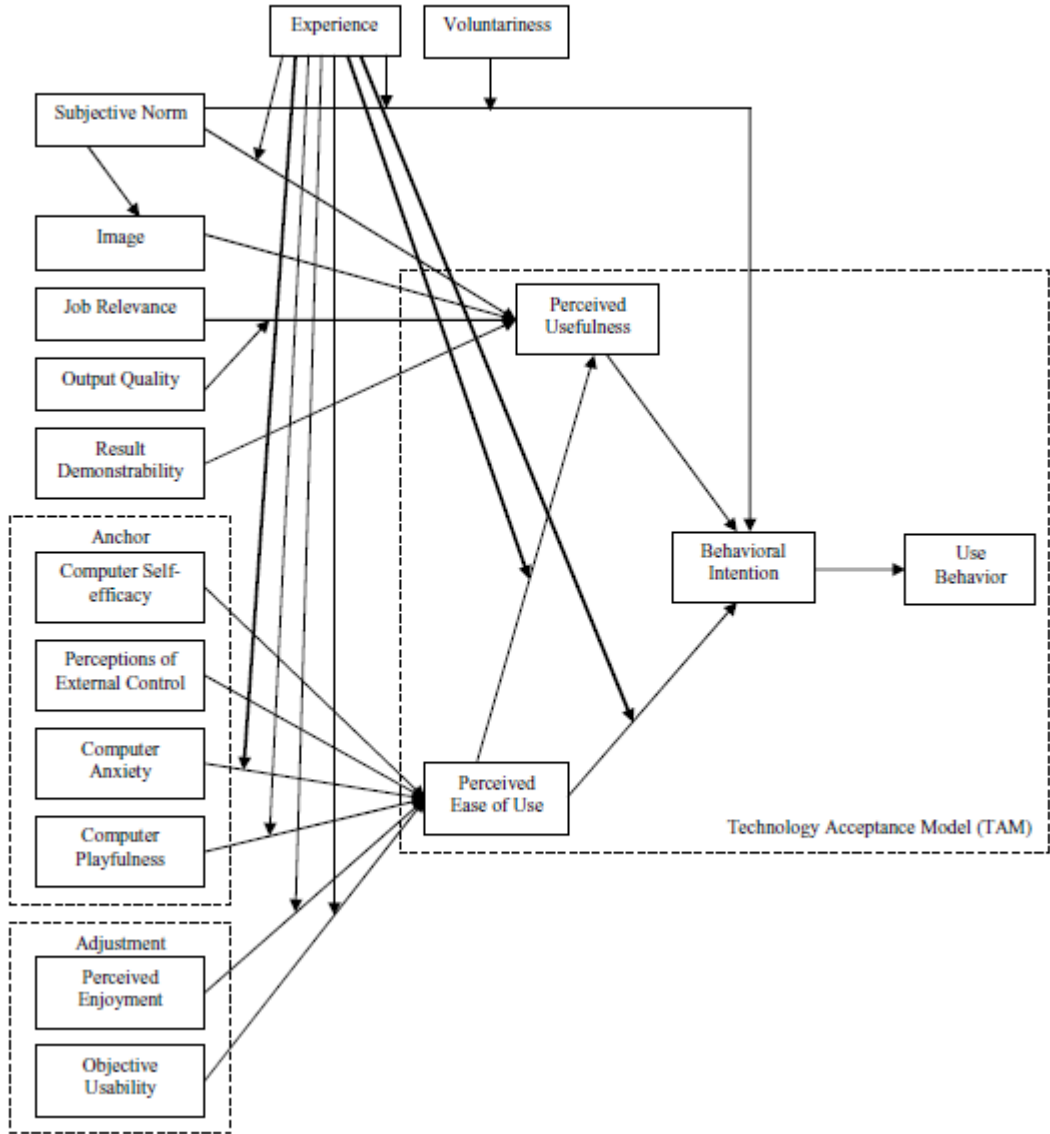 Experience
Voluntariness
Subjective Norm
Image
Job Relevance
Output Quality
Result
Demonstrability
Perceived
Usefulness
Anchor
Computer Self-
efficacy
Perceptions of
External Control
Computer
Anxiety
Computer
Playfulness
Behavioral
Intention
Use
Behavior
Perceived
Ease of Use
Technology Acceptance Model (TAM)
Adjustment
Perceived
Enjoyment
Objective
Usability